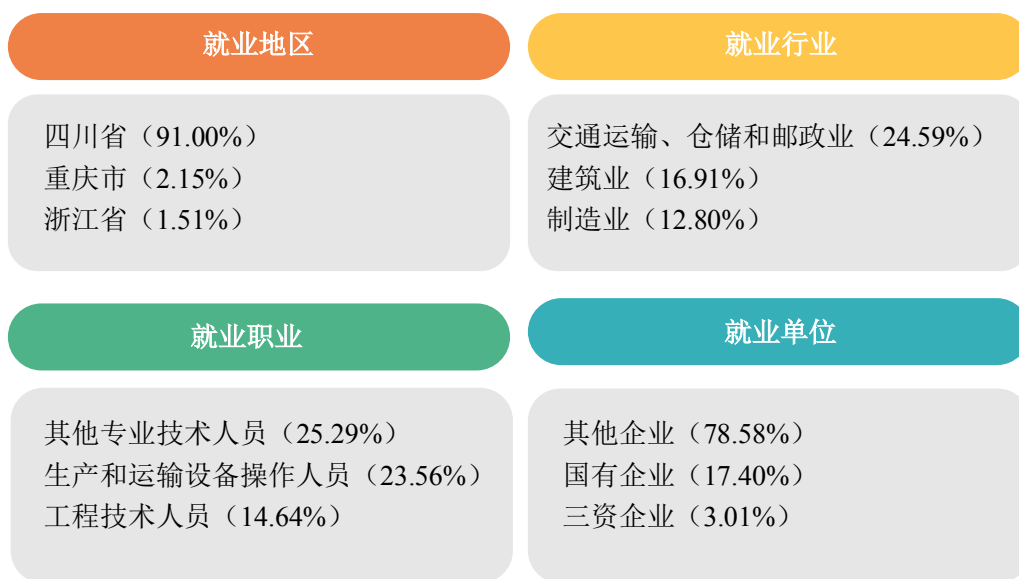 就业地区
四川省（91.00%）
重庆市（2.15%）
浙江省（1.51%）
就业行业
交通运输、仓储和邮政业（24.59%）
建筑业（16.91%）
制造业（12.80%）
就业职业
其他专业技术人员（25.29%）
生产和运输设备操作人员（23.56%）
工程技术人员（14.64%）
就业单位
其他企业（78.58%）
国有企业（17.40%）
三资企业（3.01%）